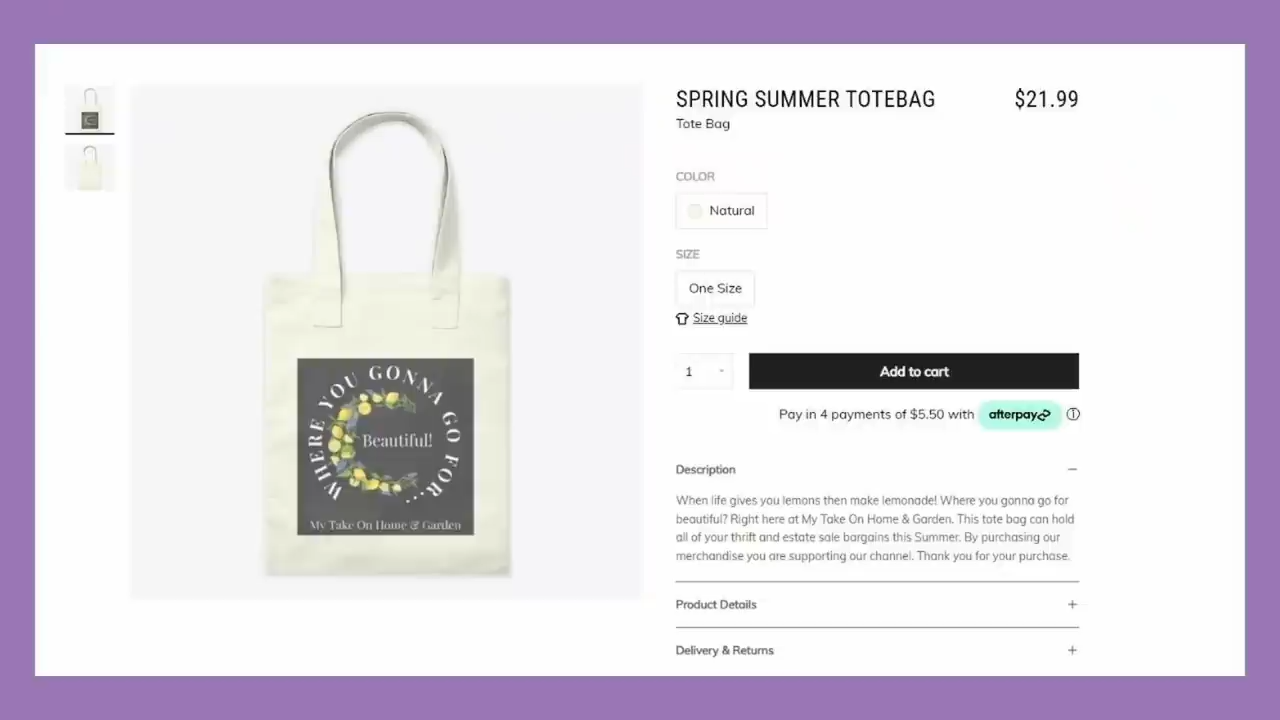 SPRING SUMMER TOTEBAG
$21.99
Tote Bag
COLOR
Natural
SIZE
One Size
Size guide
1
Add to cart
Pay in 4 payments of $5.50 with afterpay
Description
When life gives you lemons then make lemonade! Where you gonna go for
beautiful? Right here at My Take On Home & Garden. This tote bag can hold
all of your thrift and estate sale bargains this Summer. By purchasing our
merchandise you are supporting our channel. Thank you for your purchase.
Product Details
Delivery & Returns
WHERE YOU GONNA GO FOR...
Beautiful!
My Take On Home & Garden